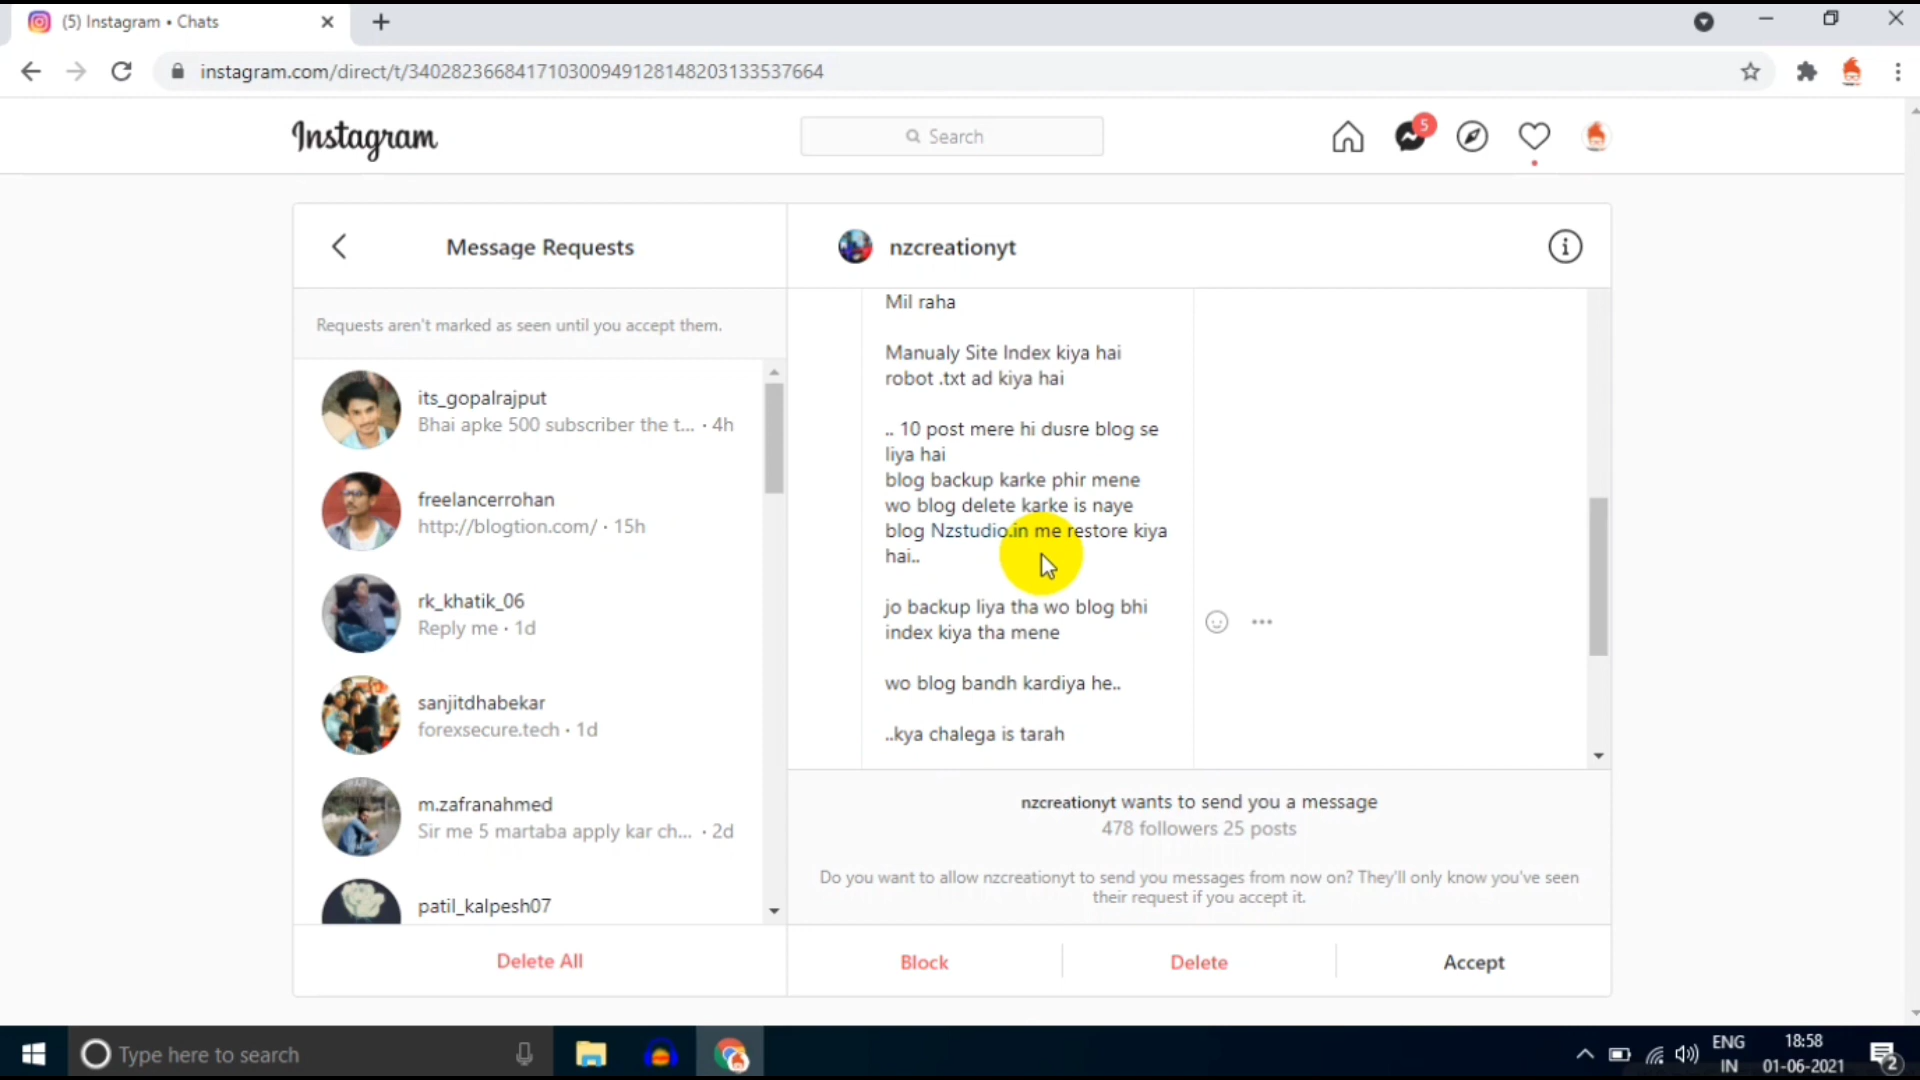 (5) Instagram • Chats
instagram.com/direct/t/340282366841710300949128148203133537664
Instagram
Search
5
Message Requests
nzcreationyt
Requests aren't marked as seen until you accept them.
its_gopalrajput
Bhai apke 500 subscriber the t... · 4h
freelancerrohan
http://blogtion.com/ · 15h
rk_khatik_06
Reply me · 1d
sanjitdhabekar
forexsecure.tech · 1d
m.zafranahmed
Sir me 5 martaba apply kar ch... · 2d
patil_kalpesh07
Delete All
Mil raha
Manualy Site Index kiya hai
robot .txt ad kiya hai
.. 10 post mere hi dusre blog se
liya hai
blog backup karke phir mene
wo blog delete karke is naye
blog Nzstudio.in me restore kiya
hai..
jo backup liya tha wo blog bhi
index kiya tha mene
wo blog bandh kardiya he..
..kya chalega is tarah
nzcreationyt wants to send you a message
478 followers 25 posts
Do you want to allow nzcreationyt to send you messages from now on? They'll only know you've seen
their request if you accept it.
Block
Delete
Accept
Type here to search
ENG
IN
18:58
01-06-2021
2